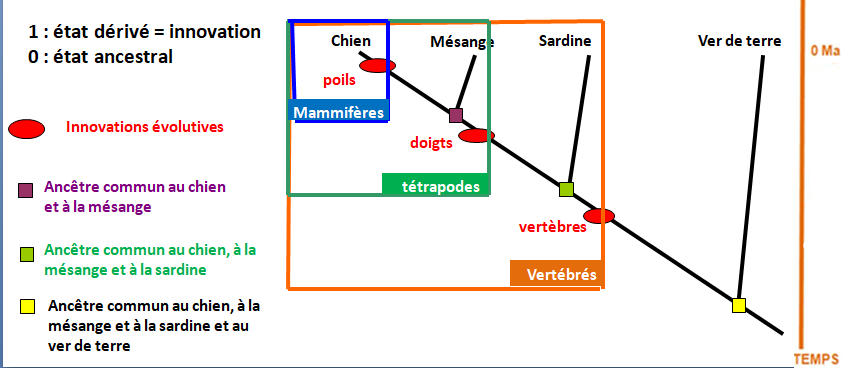 1 : état dérivé = innovation
0 : état ancestral
Innovations évolutives
Ancêtre commun au chien
et à la mésange
Ancêtre commun au chien, à la
mésange et à la sardine
Ancêtre commun au chien, à la
mésange et à la sardine et au
ver de terre
Chien
Mésange
Sardine
Ver de terre
0 Ma
poils
Mammifères
doigts
tétrapodes
vertèbres
Vertébrés
TEMPS